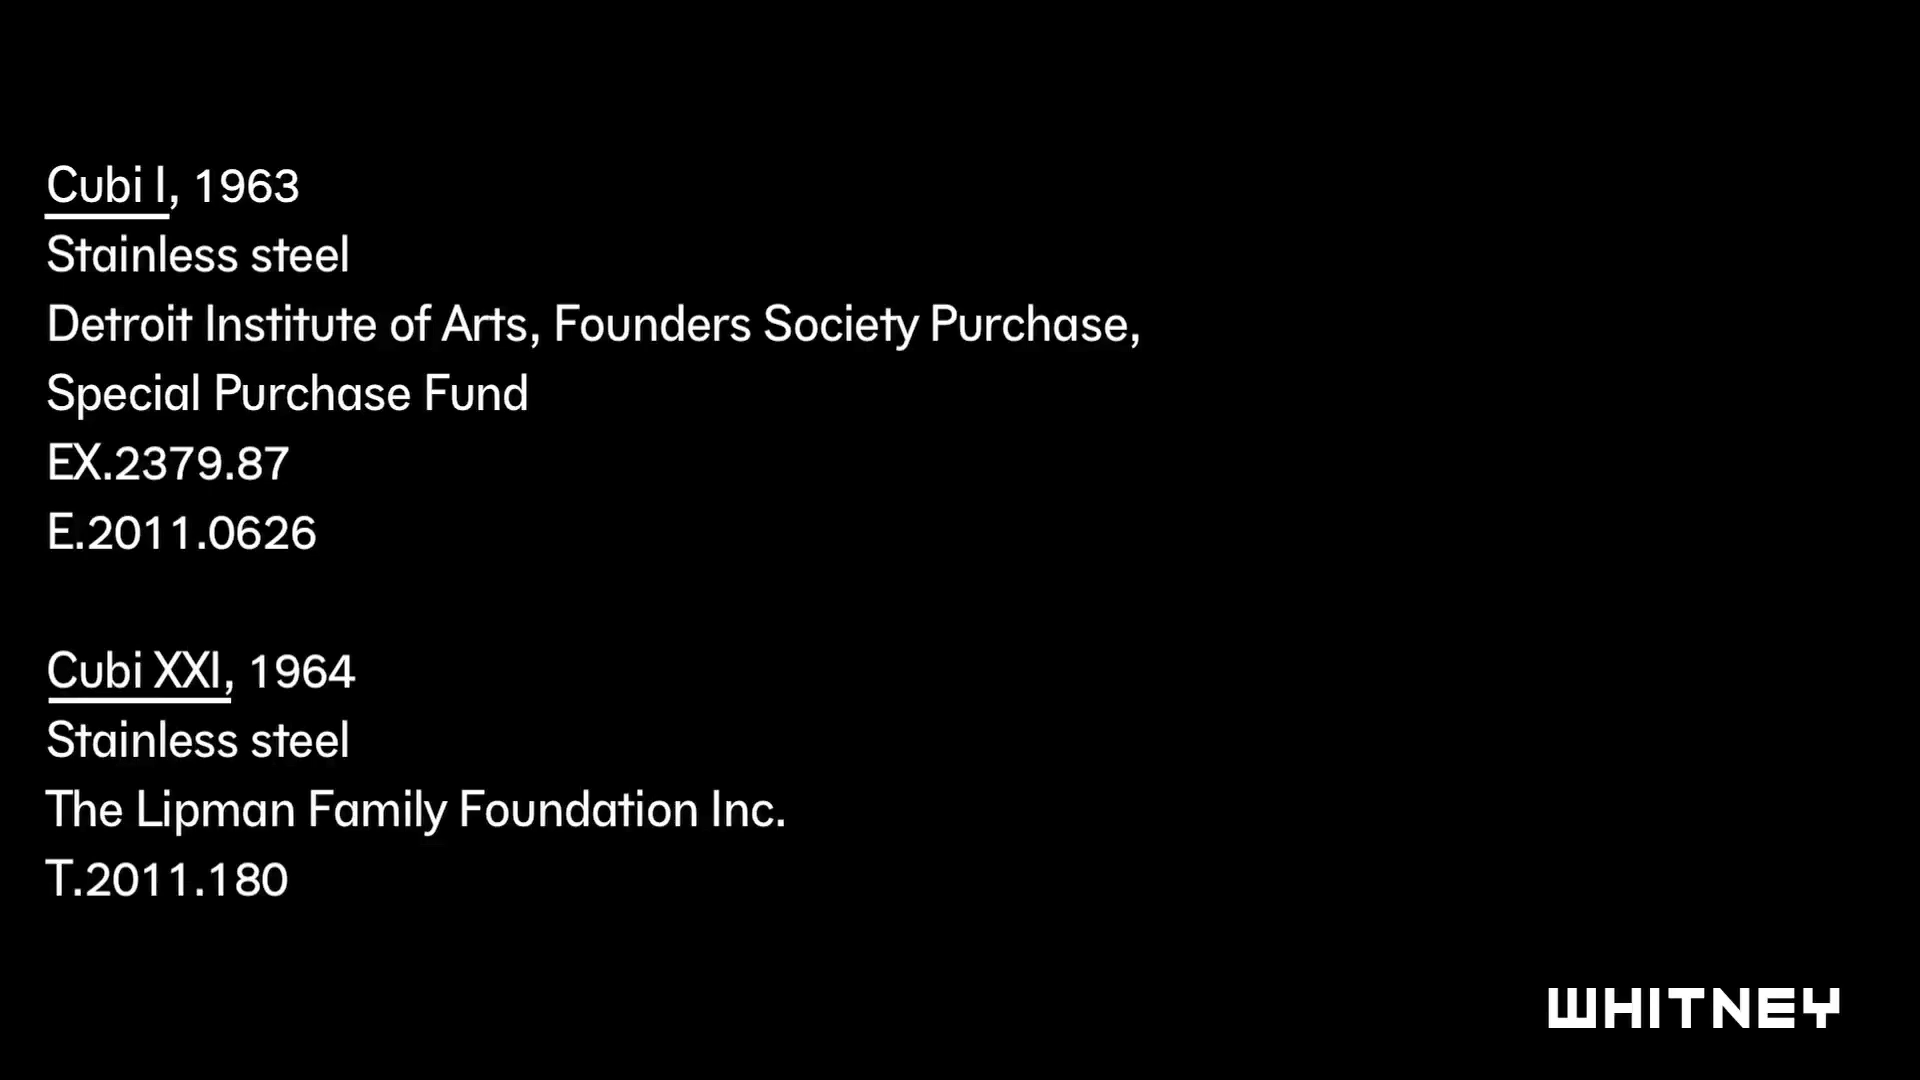 Cubi I, 1963
Stainless steel
Detroit Institute of Arts, Founders Society Purchase,
Special Purchase Fund
EX.2379.87
E.2011.0626
Cubi XXI, 1964
Stainless steel
The Lipman Family Foundation Inc.
T.2011.180
WHITNEY